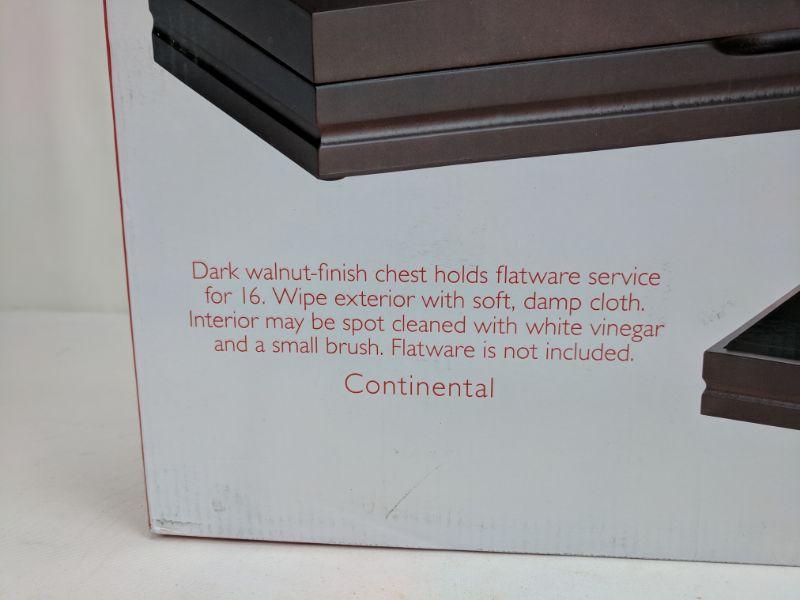 Dark walnut-finish chest holds flatware service
for 16. Wipe exterior with soft, damp cloth.
Interior may be spot cleaned with white vinegar
and a small brush. Flatware is not included.
Continental